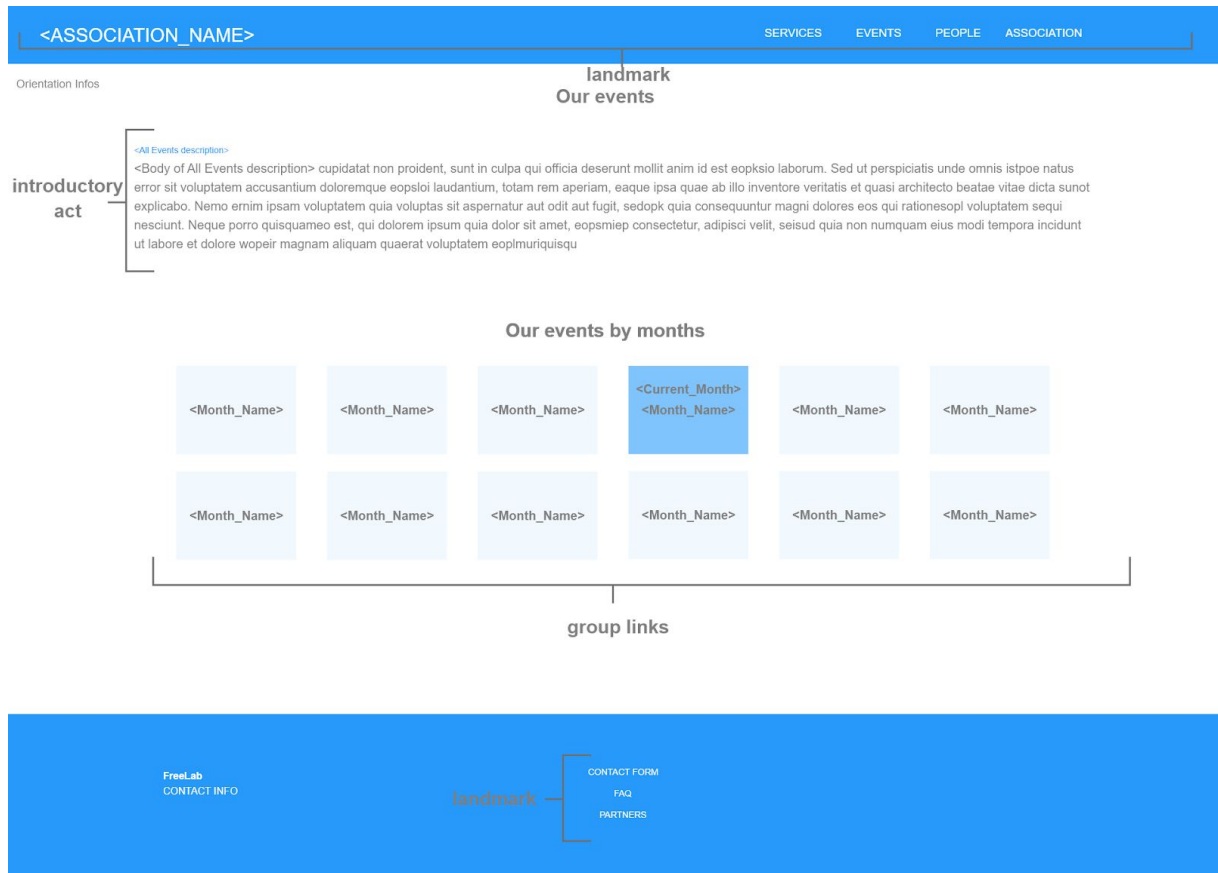 <ASSOCIATION_NAME> SERVICES EVENTS PEOPLE ASSOCIATION
landmark
Orientation Infos
Our events
<All Events description>
<Body of All Events description> cupidatat non proident, sunt in culpa qui officia deserunt mollit anim id est eopksio laborum. Sed ut perspiciatis unde omnis istpoe natus
error sit voluptatem accusantium doloremque eopsloi laudantium, totam rem aperiam, eaque ipsa quae ab illo inventore veritatis et quasi architecto beatae vitae dicta sunot
explicabo. Nemo ernim ipsam voluptatem quia voluptas sit aspernatur aut odit aut fugit, sedopk quia consequuntur magni dolores eos qui rationesopl voluptatem sequi
nesciunt. Neque porro quisquameo est, qui dolorem ipsum quia dolor sit amet, eopsmiep consectetur, adipisci velit, seisud quia non numquam eius modi tempora incidunt
ut labore et dolore wopeir magnam aliquam quaerat voluptatem eoplmuriquisqu
introductory
act
Our events by months
<Month_Name> <Month_Name> <Month_Name> <Current_Month>
<Month_Name> <Month_Name> <Month_Name>
<Month_Name> <Month_Name> <Month_Name> <Month_Name> <Month_Name> <Month_Name>
group links
FreeLab
CONTACT INFO
landmark
CONTACT FORM
FAQ
PARTNERS